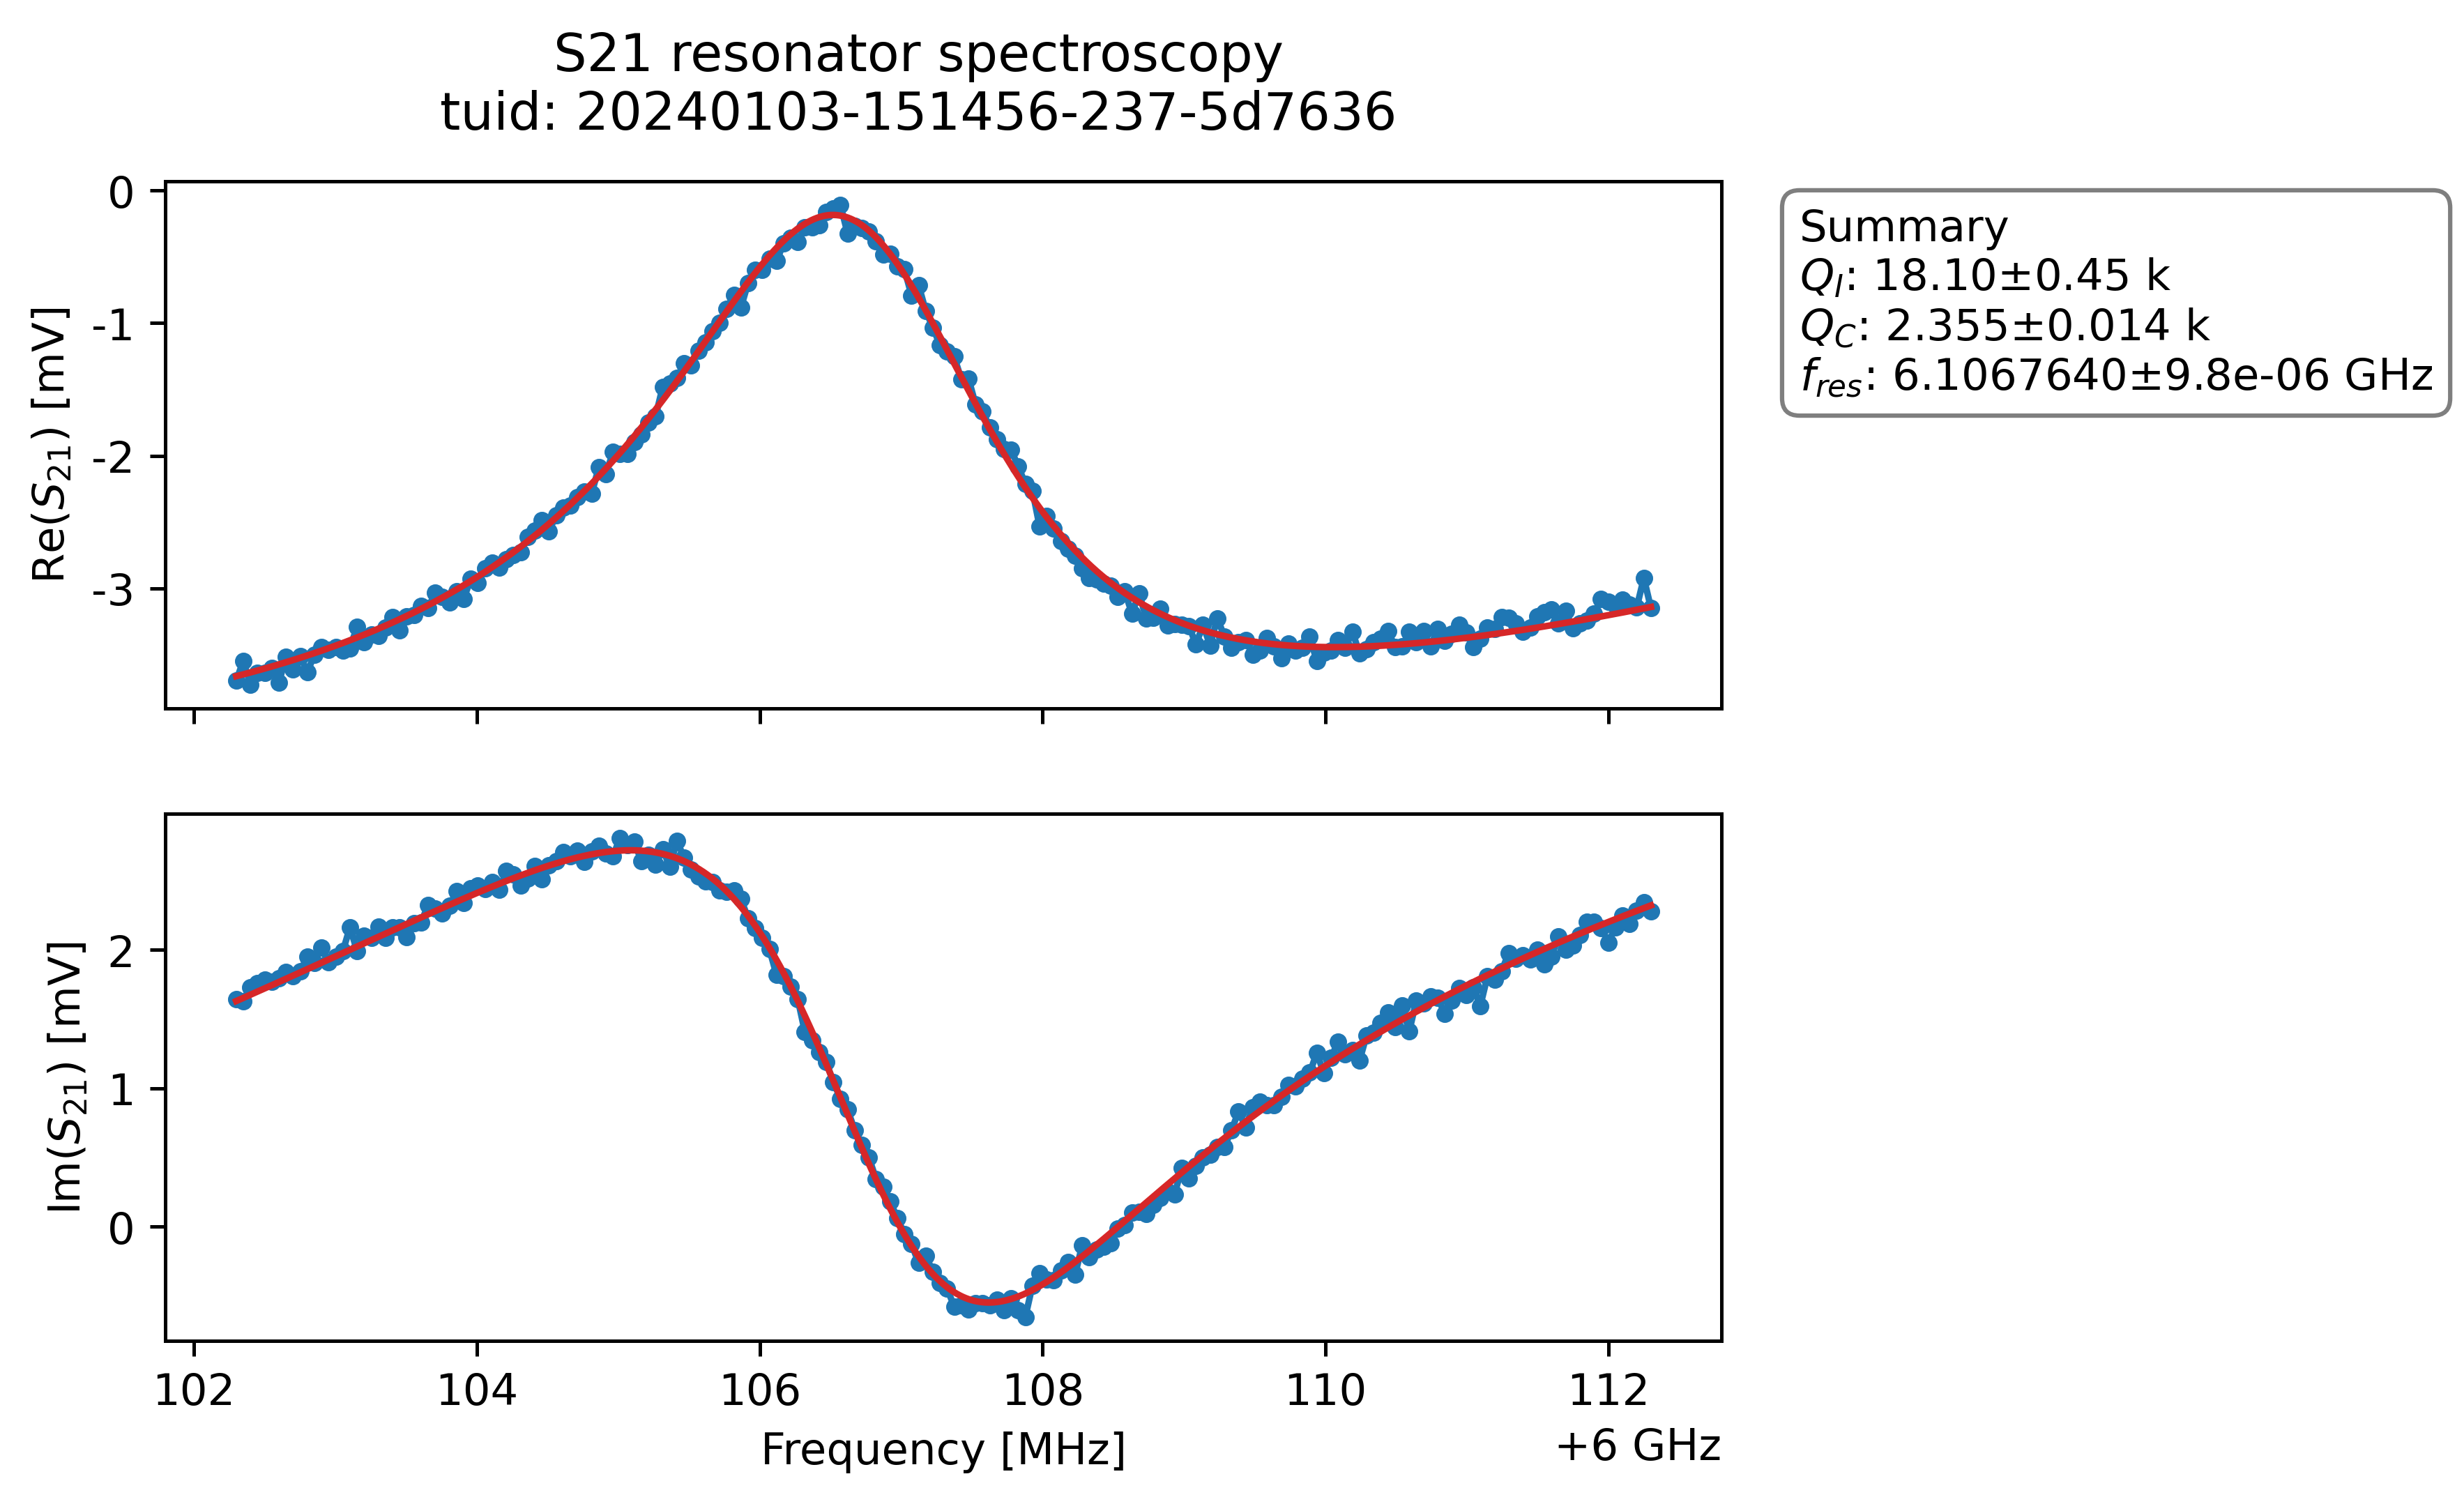 S21 resonator spectroscopy
tuid: 20240103-151456-237-5d7636
0
-1
-2
-3
Re(S21) [mV]
Summary
QI: 18.10±0.45 k
QC: 2.355±0.014 k
fres: 6.1067640±9.8e-06 GHz
2
1
0
Im(S21) [mV]
102 104 106 108 110 112
Frequency [MHz]
+6 GHz